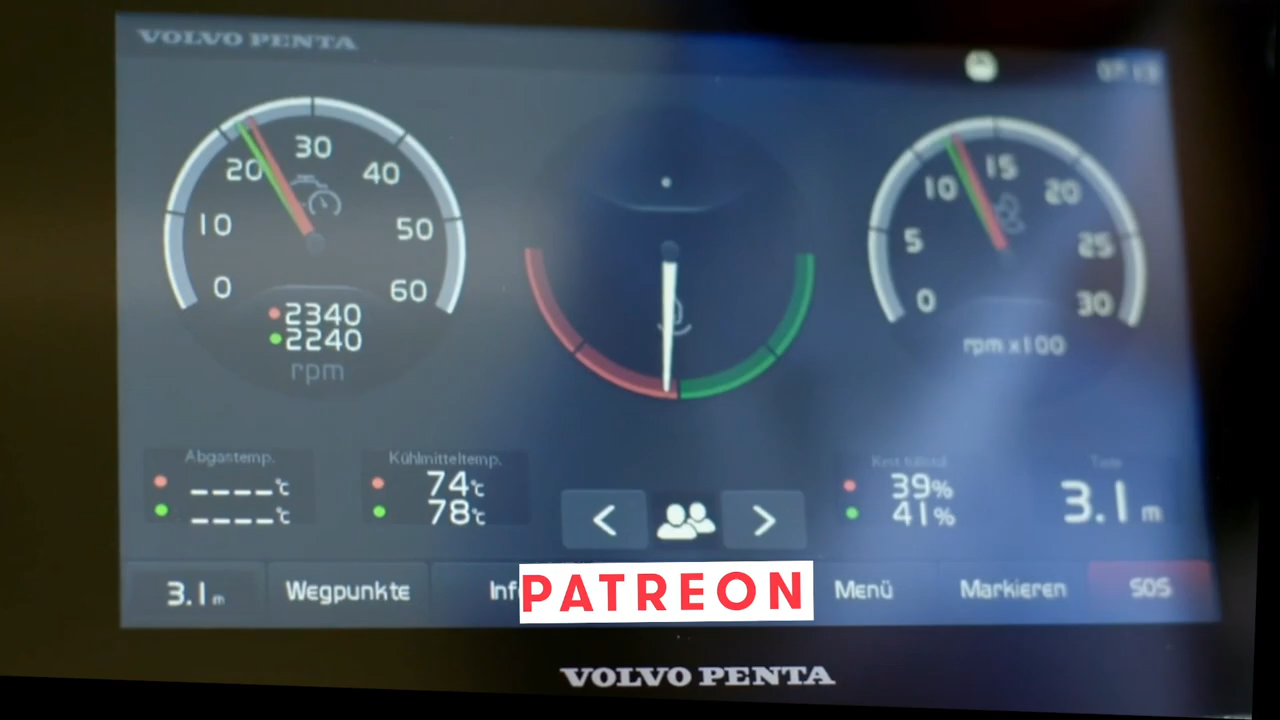 VOLVO PENTA
07:13
0 10 20 30 40 50 60
2340
2240
rpm
0 5 10 15 20 25 30
rpm x100
Abgastemp.
----°C
----°C
Kühlmitteltemp.
74°C
78°C
39%
41%
3.1 m
3.1 m
Wegpunkte
Inf
PATREON
Menü
Markieren
SOS
VOLVO PENTA